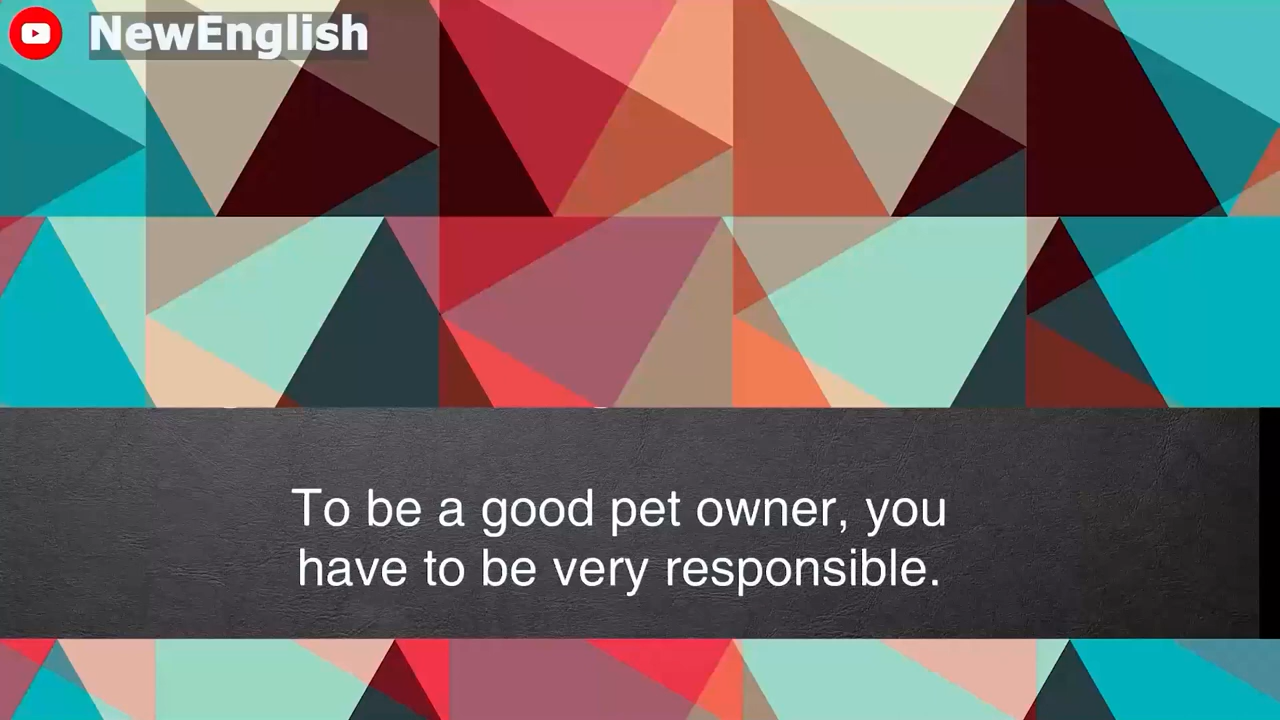 NewEnglish
To be a good pet owner, you
have to be very responsible.